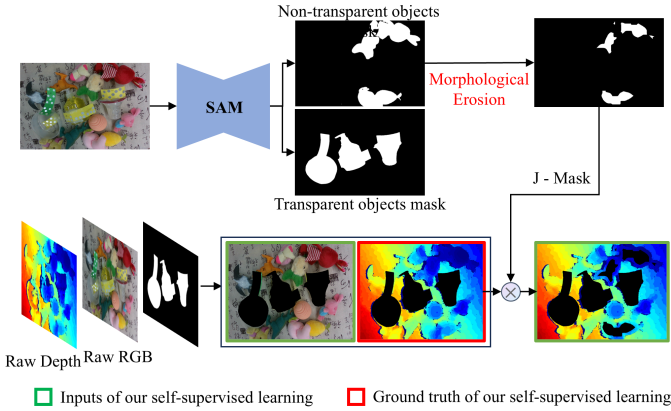 Non-transparent objects
sk
SAM
Morphological
Erosion
Transparent objects mask
J - Mask
Raw Depth
Raw RGB
Inputs of our self-supervised learning
Ground truth of our self-supervised learning